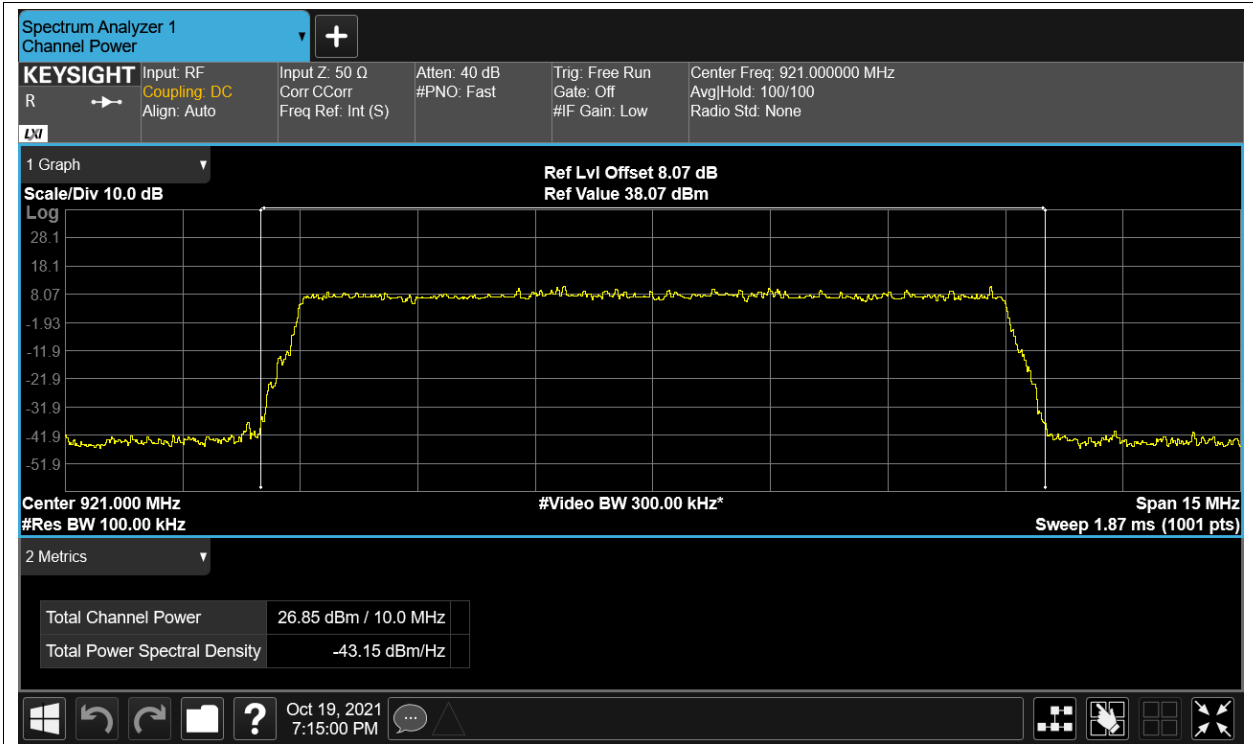 Spectrum Analyzer 1
Channel Power
KEYSIGHT
R
LXI
Input: RF
Coupling: DC
Align: Auto
Input Z: 50 Ω
Corr CCorr
Freq Ref: Int (S)
Atten: 40 dB
#PNO: Fast
Trig: Free Run
Gate: Off
#IF Gain: Low
Center Freq: 921.000000 MHz
Avg|Hold: 100/100
Radio Std: None
1 Graph
Scale/Div 10.0 dB
Ref Lvl Offset 8.07 dB
Ref Value 38.07 dBm
Log
28.1
18.1
8.07
-1.93
-11.9
-21.9
-31.9
-41.9
-51.9
Center 921.000 MHz
#Res BW 100.00 kHz
#Video BW 300.00 kHz*
Span 15 MHz
Sweep 1.87 ms (1001 pts)
2 Metrics
Total Channel Power 26.85 dBm / 10.0 MHz
Total Power Spectral Density -43.15 dBm/Hz
?
Oct 19, 2021
7:15:00 PM